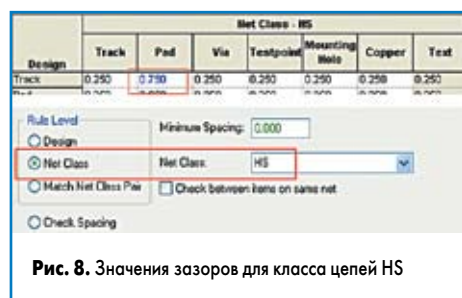 Net Class - HS
Design Track Pad Via Testpoint Mounting Hole Copper Text
Track 0.250 0.750 0.250 0.250 0.250 0.250 0.250
Rule Level
Design
Minimum Spacing: 0.000
Net Class
Net Class: HS
Match Net Class Pair
Check between items on same net
Check Spacing
Рис. 8. Значения зазоров для класса цепей HS